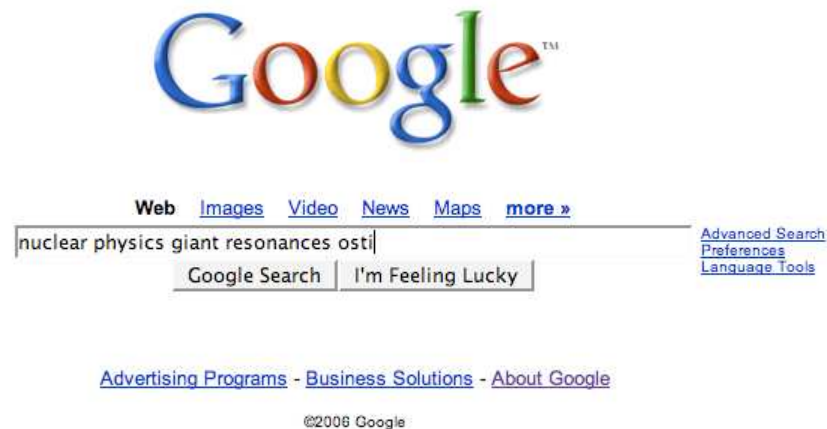 Google™
Web Images Video News Maps more »
nuclear physics giant resonances osti
Advanced Search
Preferences
Language Tools
Google Search I'm Feeling Lucky
Advertising Programs - Business Solutions - About Google
©2006 Google